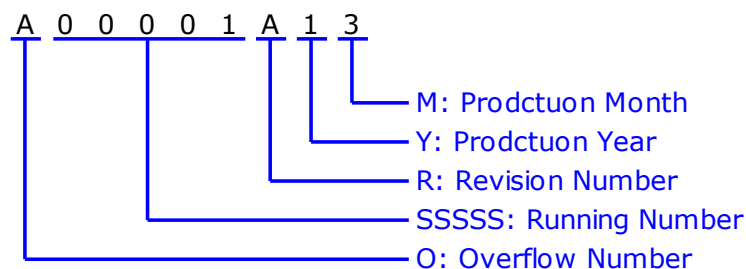 A 0 0 0 0 1 A 1 3
M: Prodctuon Month
Y: Prodctuon Year
R: Revision Number
SSSSS: Running Number
O: Overflow Number